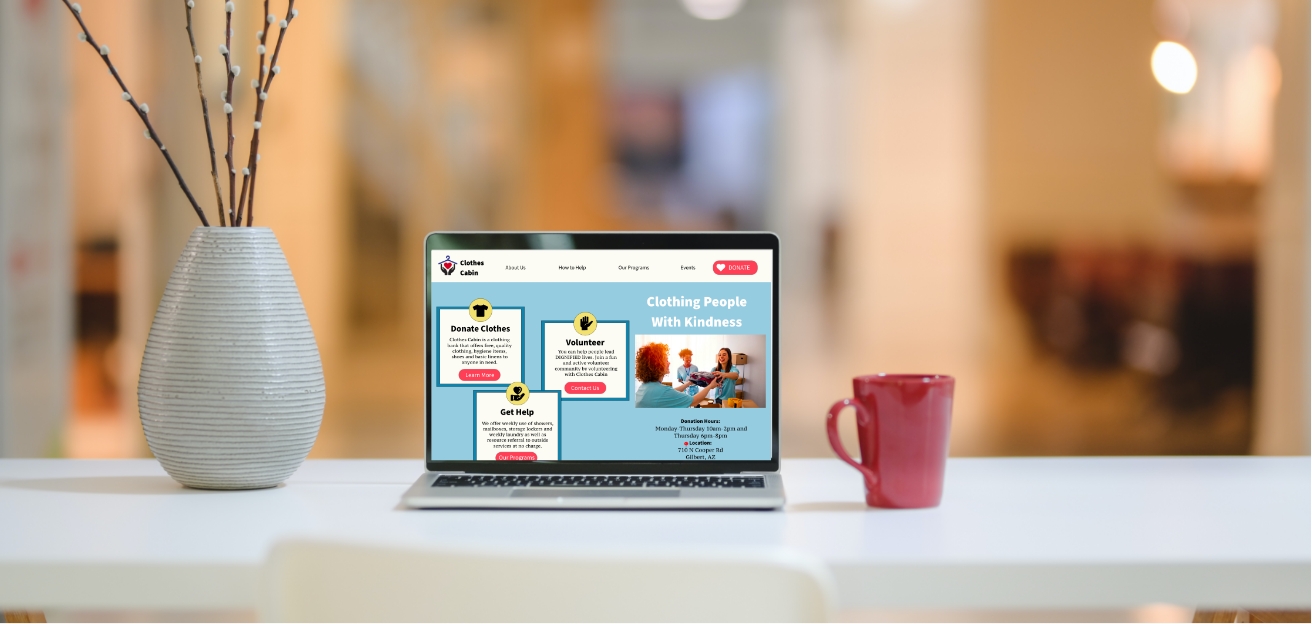 Clothes
Cabin
About Us
How to Help
Our Programs
Events
DONATE
Donate Clothes
Clothes Cabin is a clothing
bank that offers free, quality
clothing, hygiene items,
shoes and basic linens to
anyone in need.
Learn More
Volunteer
You can help people lead
DIGNIFIED lives. Join a fun
and active volunteer
community by volunteering
with Clothes Cabin
Contact Us
Get Help
We offer weekly use of showers,
mailboxes, storage lockers and
weekly laundry as well as
resource referral to outside
services at no charge.
Our Programs
Clothing People
With Kindness
Donation Hours:
Monday-Thursday 10am-2pm and
Thursday 6pm-8pm
Location:
710 N Cooper Rd
Gilbert, AZ